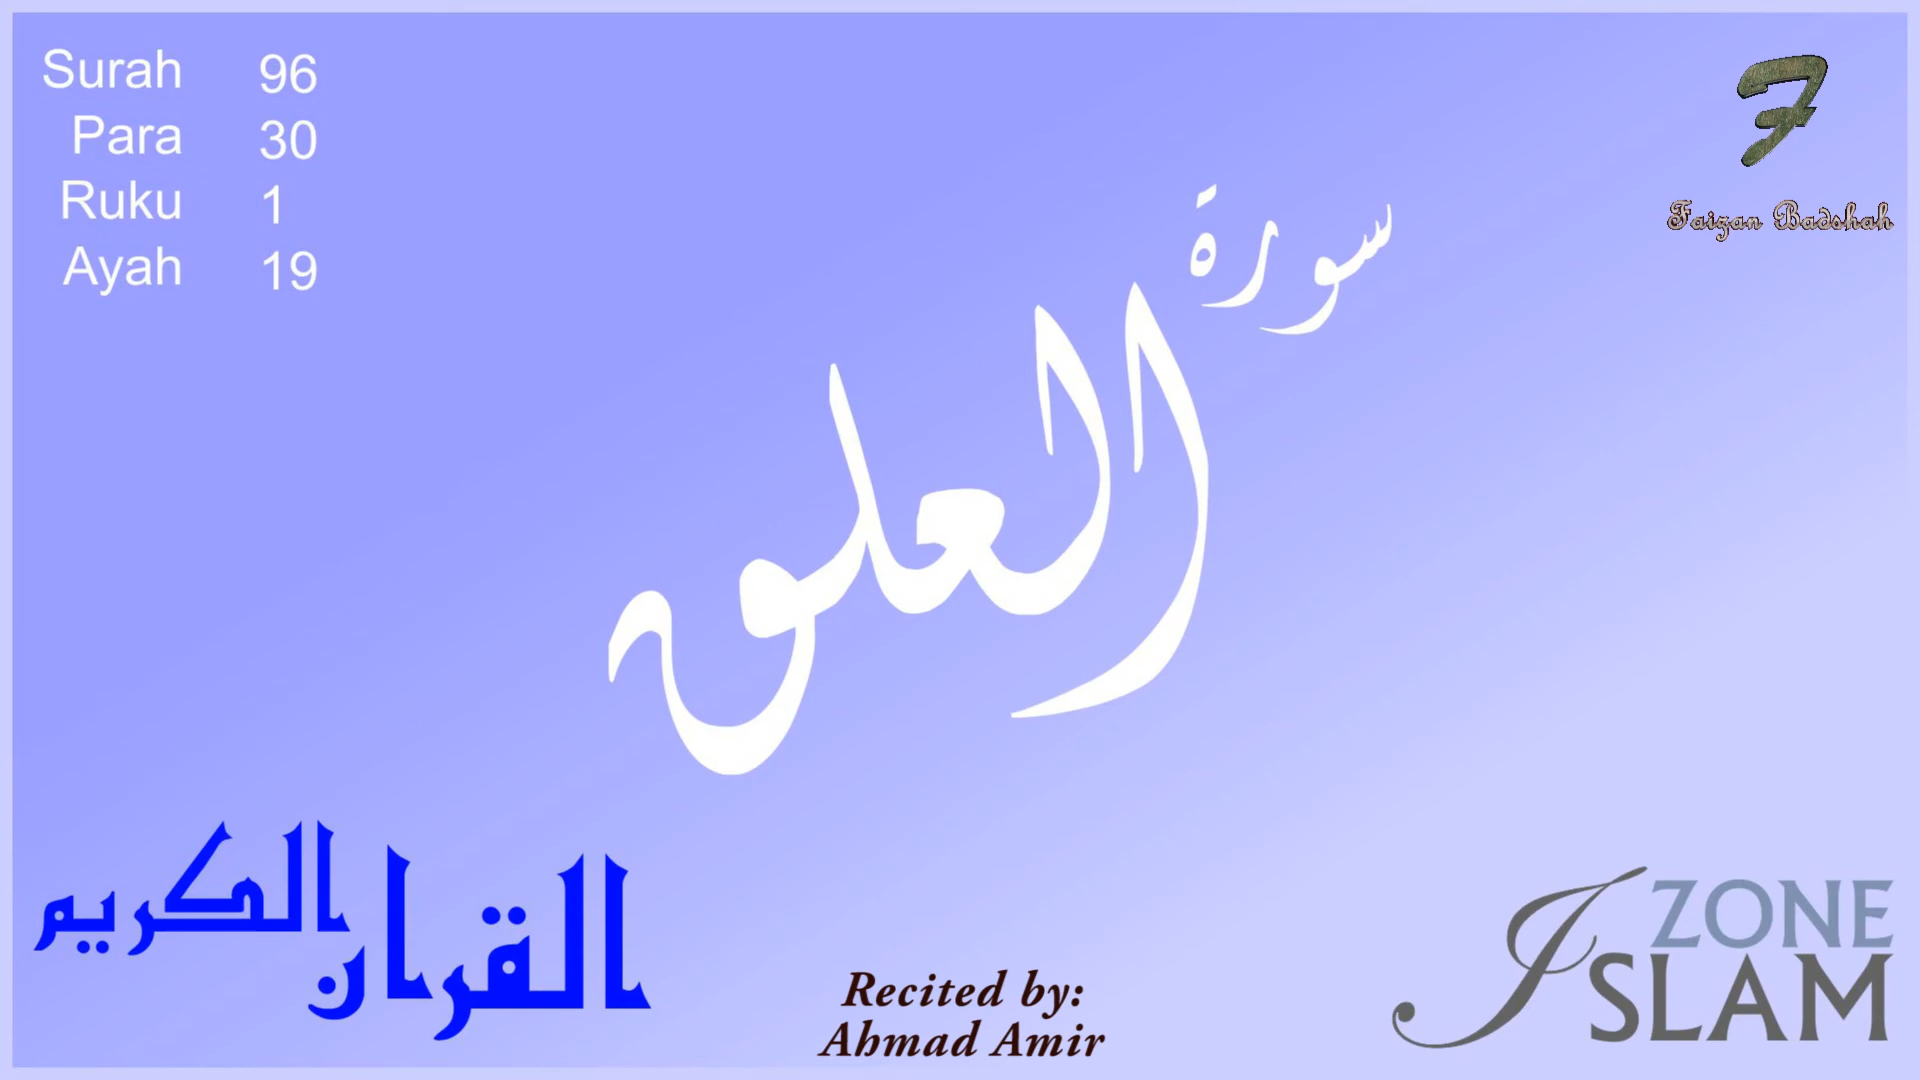 Surah 96
Para 30
Ruku 1
Ayah 19
F
Faizan Badshah
سورة
العلق
القران
الكريم
Recited by:
Ahmad Amir
ZONE
ISLAM